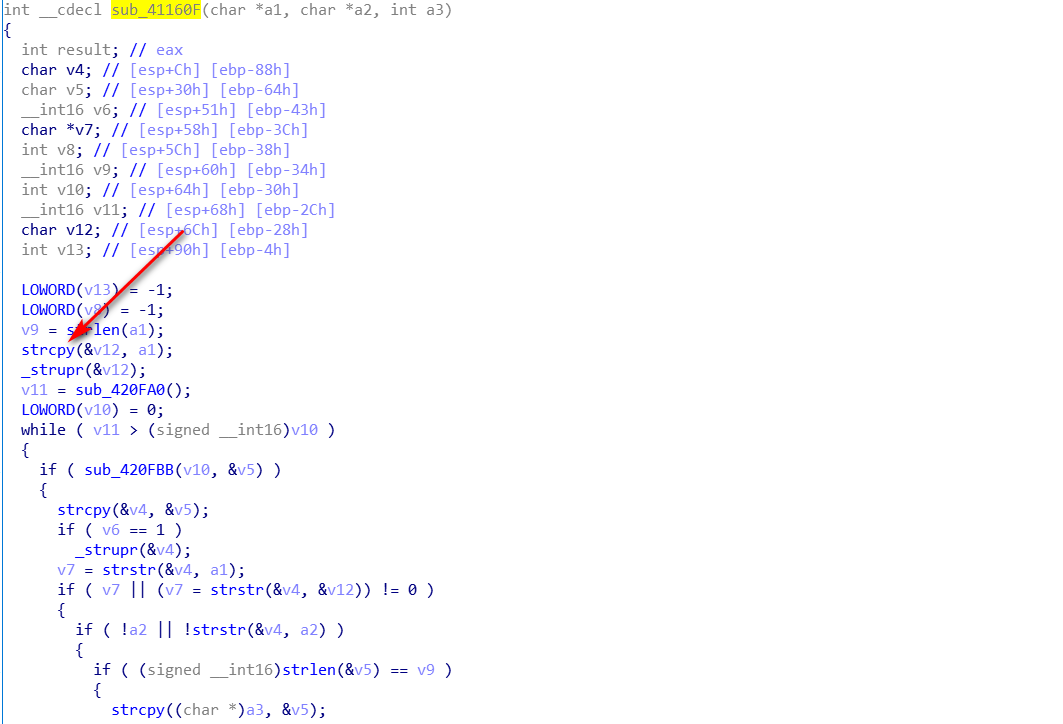 int __cdecl sub_41160F(char *a1, char *a2, int a3)
{
int result; // eax
char v4; // [esp+Ch] [ebp-88h]
char v5; // [esp+30h] [ebp-64h]
__int16 v6; // [esp+51h] [ebp-43h]
char *v7; // [esp+58h] [ebp-3Ch]
int v8; // [esp+5Ch] [ebp-38h]
__int16 v9; // [esp+60h] [ebp-34h]
int v10; // [esp+64h] [ebp-30h]
__int16 v11; // [esp+68h] [ebp-2Ch]
char v12; // [esp+6Ch] [ebp-28h]
int v13; // [esp+90h] [ebp-4h]
LOWORD(v13) = -1;
LOWORD(v8) = -1;
v9 = strlen(a1);
strcpy(&v12, a1);
_strupr(&v12);
v11 = sub_420FA0();
LOWORD(v10) = 0;
while ( v11 > (signed __int16)v10 )
{
if ( sub_420FBB(v10, &v5) )
{
strcpy(&v4, &v5);
if ( v6 == 1 )
_strupr(&v4);
v7 = strstr(&v4, a1);
if ( v7 || (v7 = strstr(&v4, &v12)) != 0 )
{
if ( !a2 || !strstr(&v4, a2) )
{
if ( (signed __int16)strlen(&v5) == v9 )
{
strcpy((char *)a3, &v5);